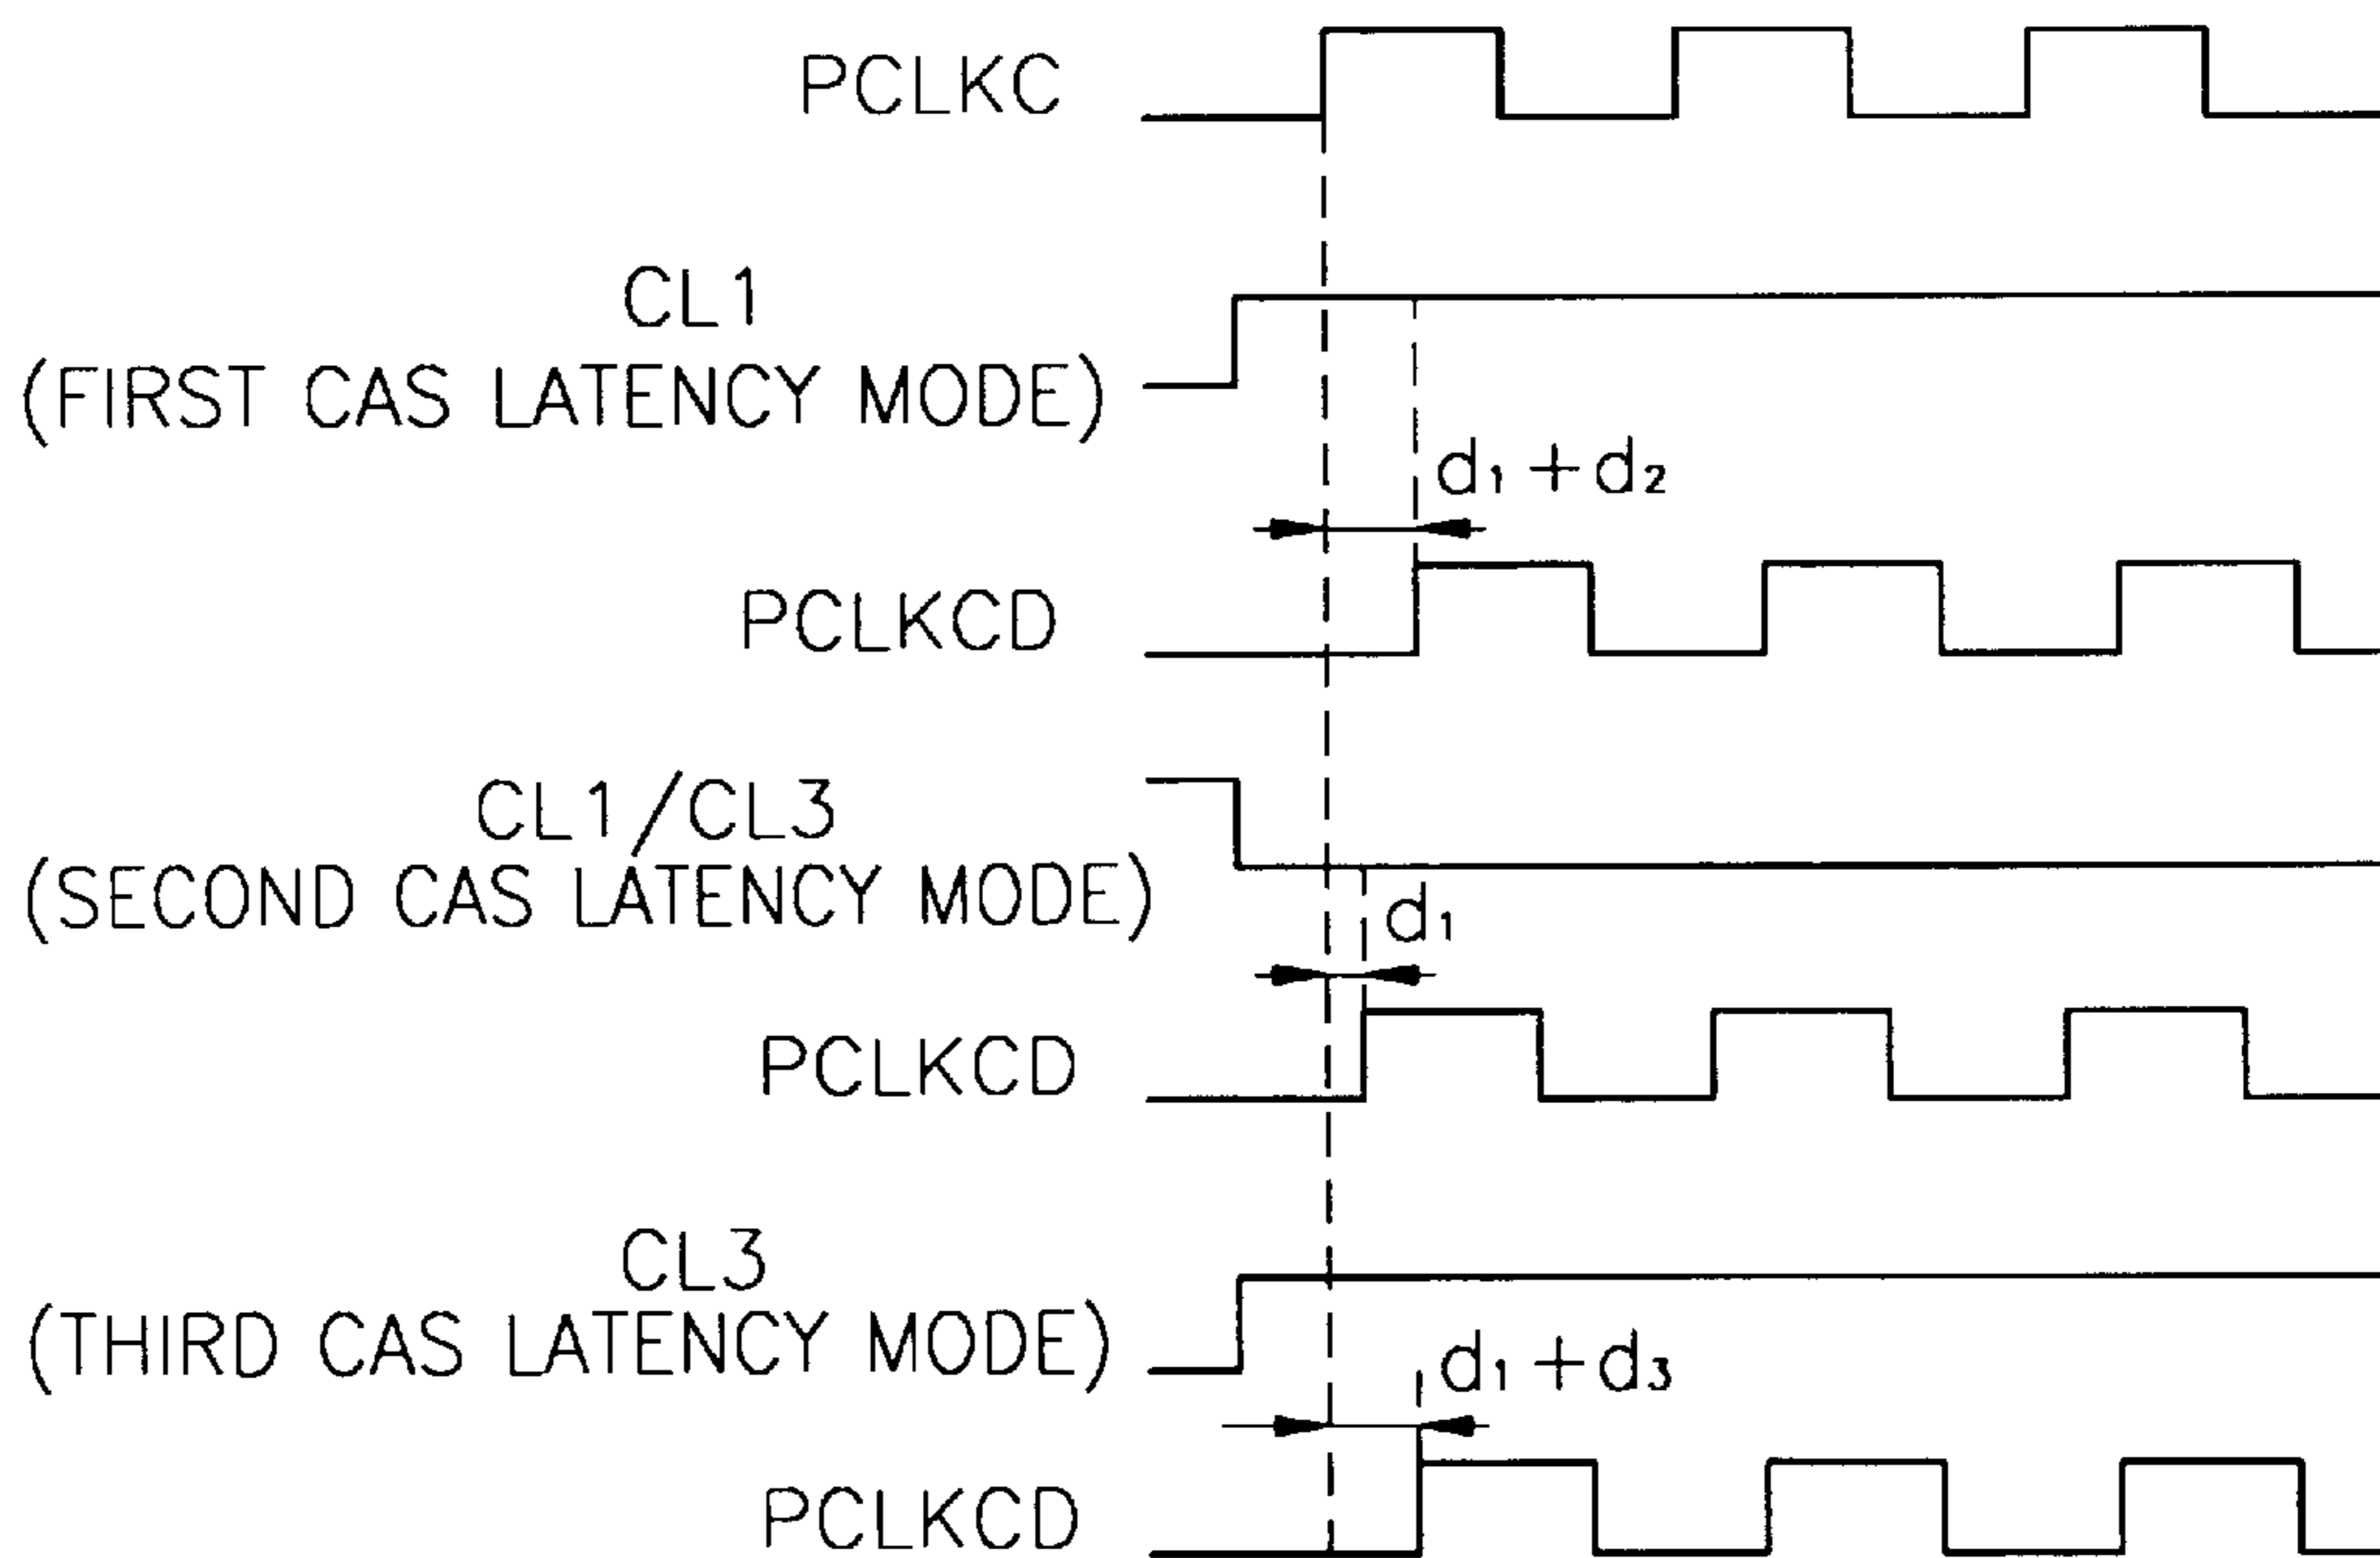 PCLKC
CL1
(FIRST CAS LATENCY MODE)
d₁+d₂
PCLKCD
CL1/CL3
(SECOND CAS LATENCY MODE)
d₁
PCLKCD
CL3
(THIRD CAS LATENCY MODE)
d₁+d₃
PCLKCD